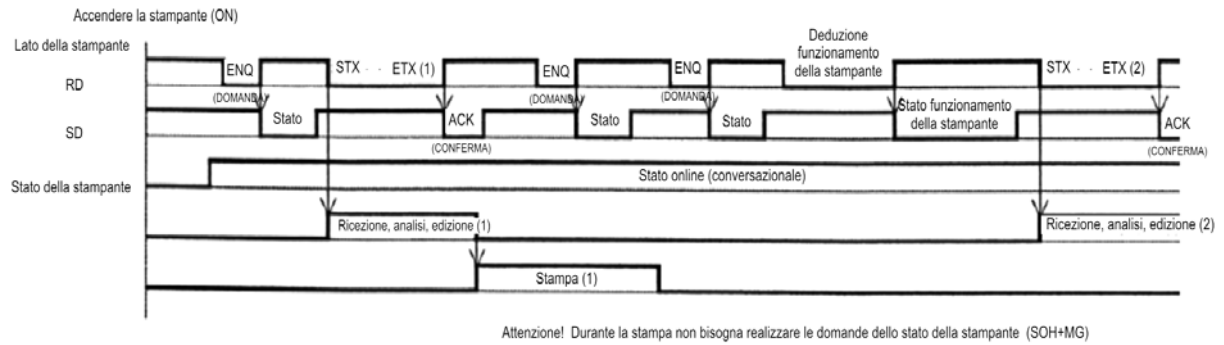 Accendere la stampante (ON)
Lato della stampante
RD
ENQ
STX · · ETX (1)
ENQ
ENQ
Deduzione
funzionamento
della stampante
STX · · ETX (2)
(DOMANDA)
(DOMANDA)
(DOMANDA)
SD
Stato
ACK
(CONFERMA)
Stato
Stato
Stato funzionamento
della stampante
ACK
(CONFERMA)
Stato della stampante
Stato online (conversazionale)
Ricezione, analisi, edizione (1)
Ricezione, analisi, edizione (2)
Stampa (1)
Attenzione! Durante la stampa non bisogna realizzare le domande dello stato della stampante (SOH+MG)